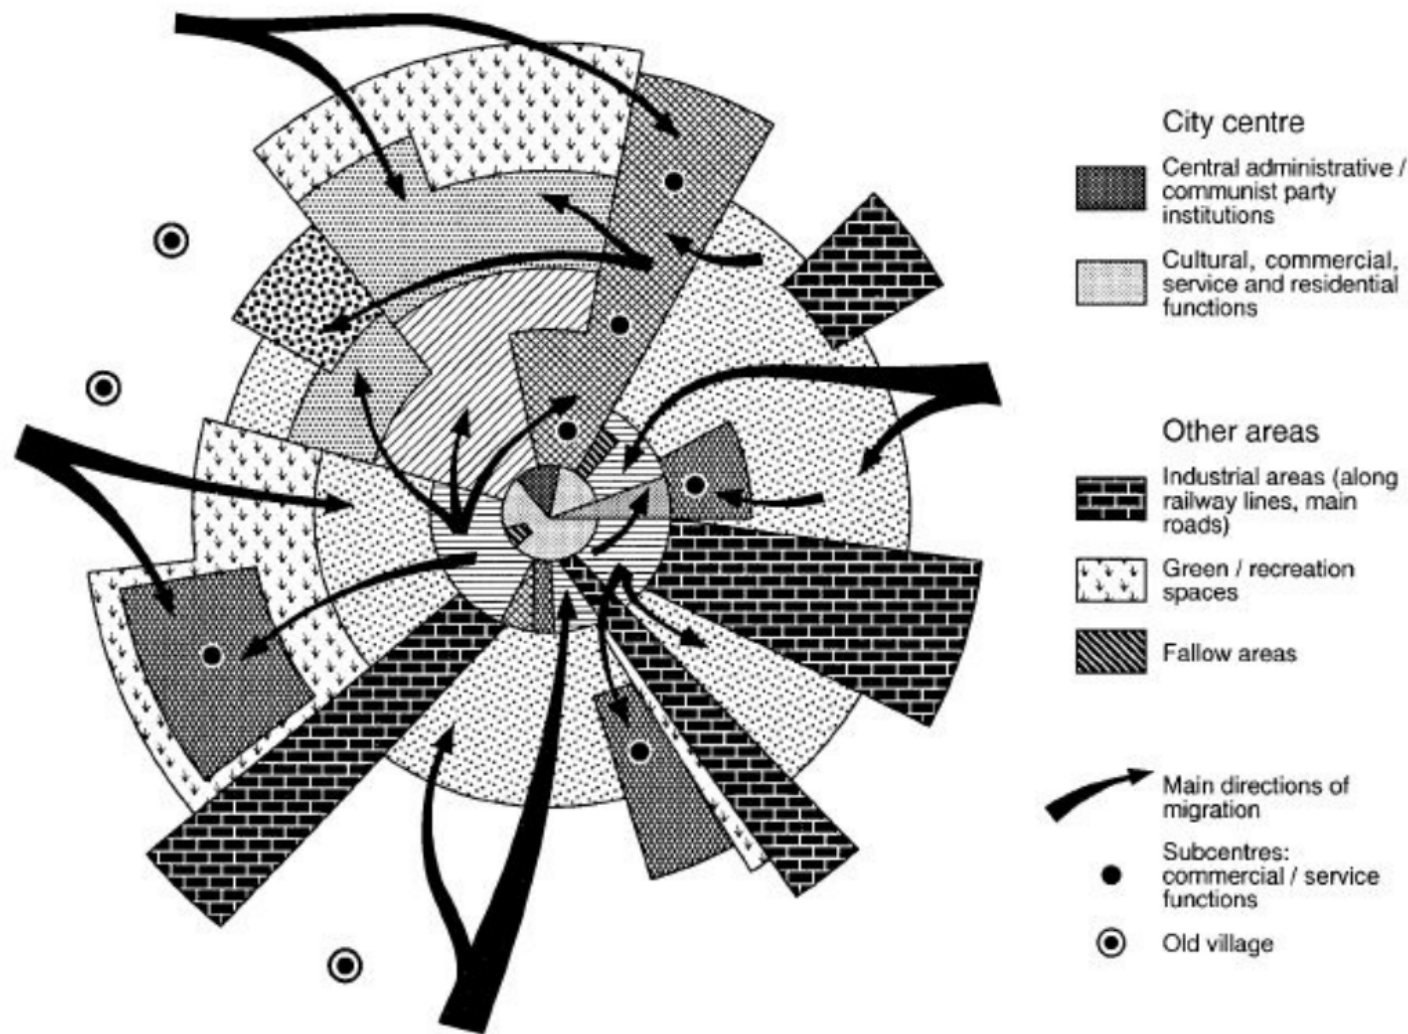 City centre
Central administrative /
communist party
institutions
Cultural, commercial,
service and residential
functions
Other areas
Industrial areas (along
railway lines, main
roads)
Green / recreation
spaces
Fallow areas
Main directions of
migration
Subcentres:
commercial / service
functions
Old village